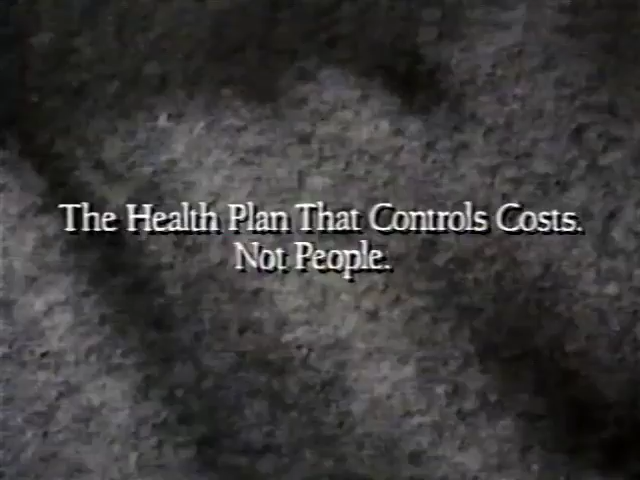 The Health Plan That Controls Costs.
Not People.